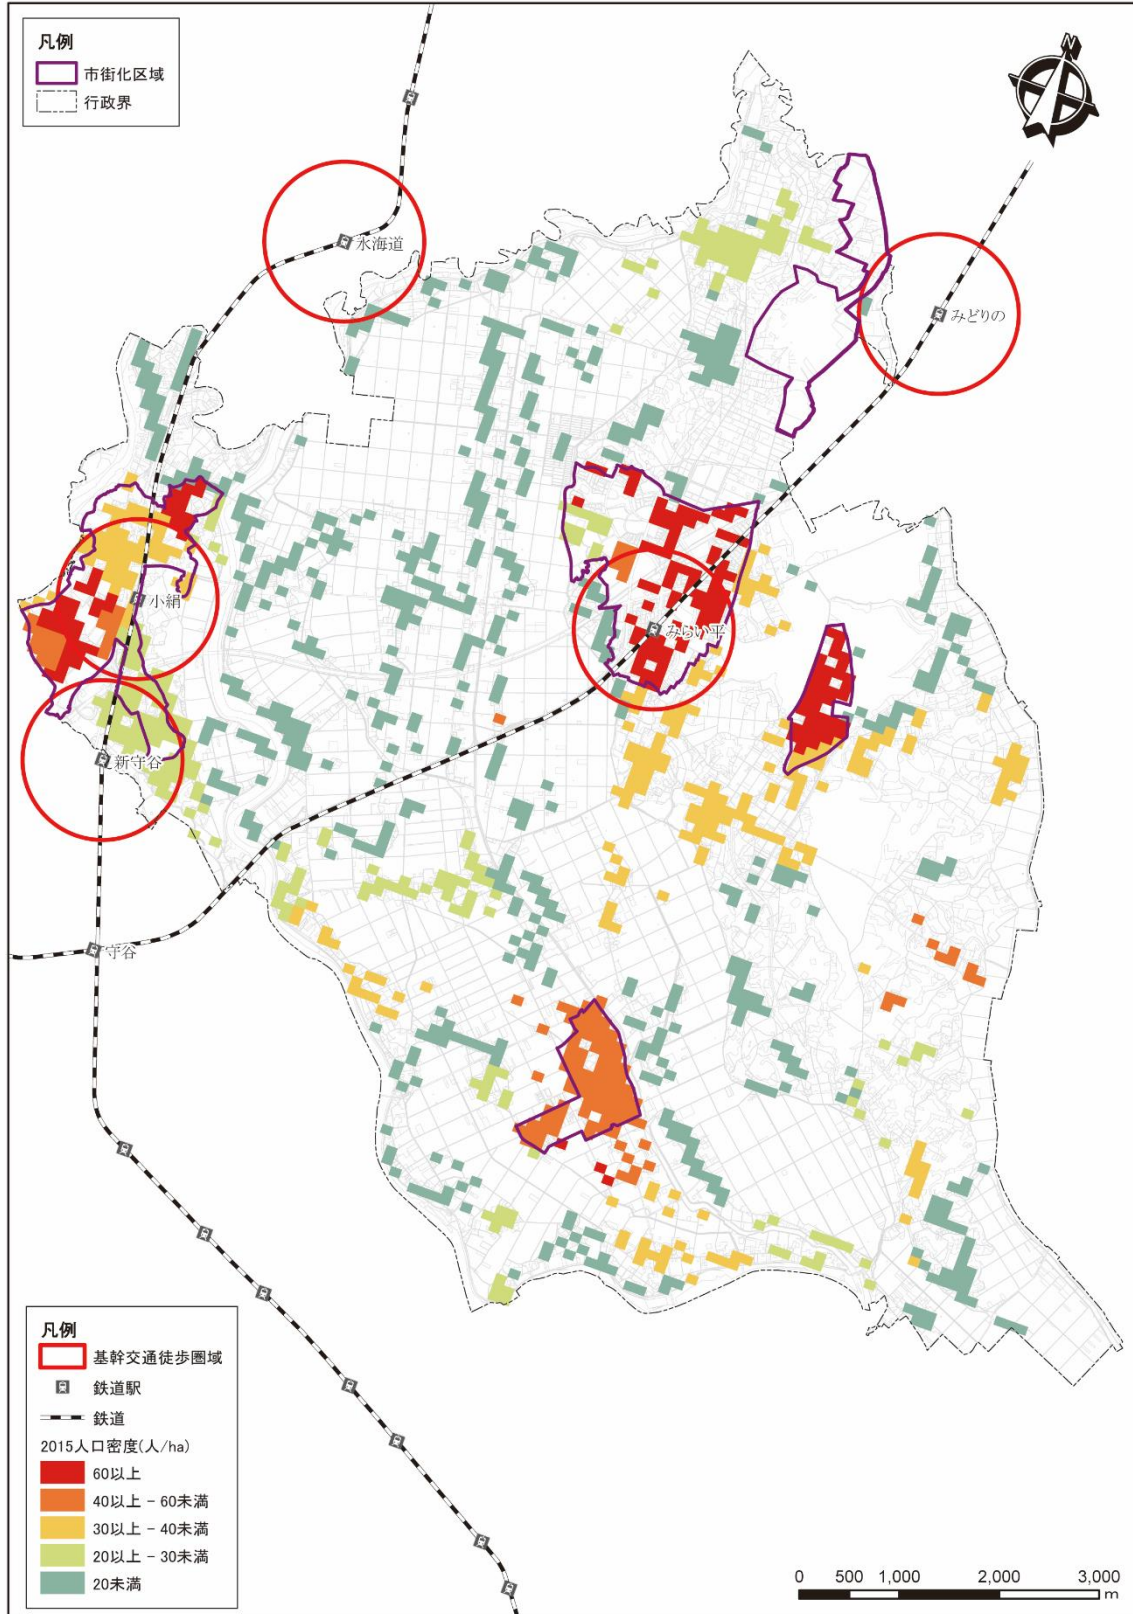 凡例
市街化区域
行政界
N
水海道
みどりの
小絹
みらい平
新守谷
守谷
凡例
基幹交通徒歩圏域
鉄道駅
鉄道
2015人口密度(人/ha)
60以上
40以上 - 60未満
30以上 - 40未満
20以上 - 30未満
20未満
0 500 1,000 2,000 3,000
m